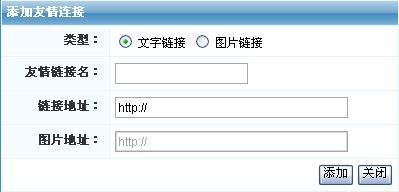 添加友情连接
类型： 文字链接 图片链接
友情链接名：
链接地址： http://
图片地址： http://
添加 关闭